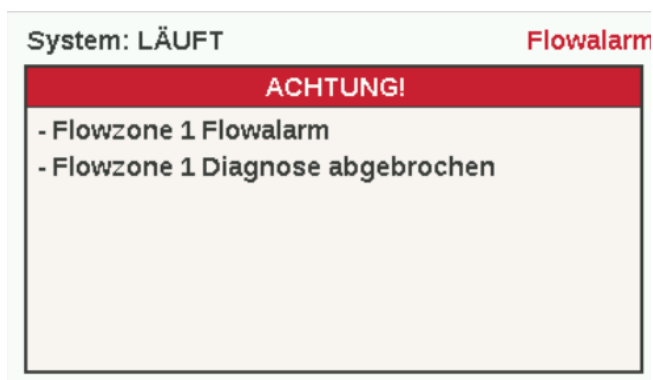 System: LÄUFT
Flowalarm
ACHTUNG!
- Flowzone 1 Flowalarm
- Flowzone 1 Diagnose abgebrochen